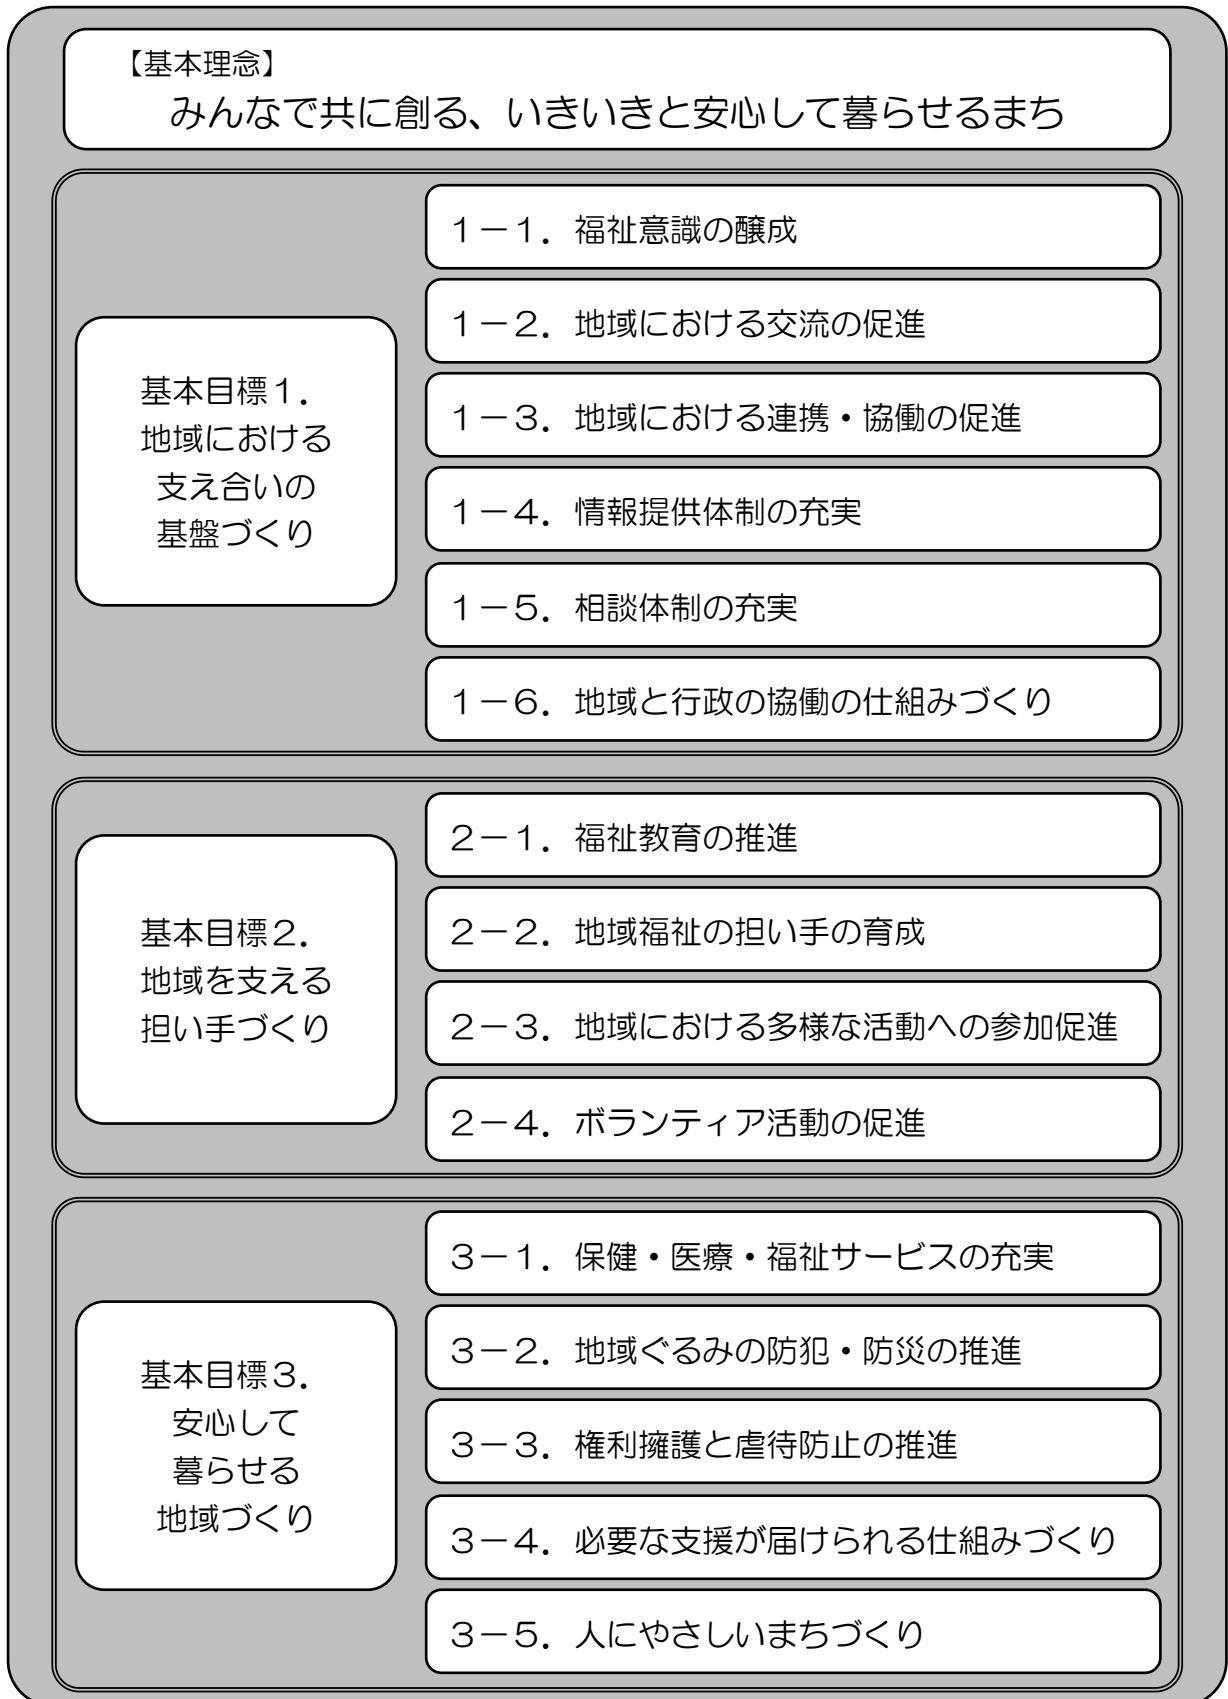 【基本理念】
みんなで共に創る、いきいきと安心して暮らせるまち
基本目標１．
地域における
支え合いの
基盤づくり
１－１．福祉意識の醸成
１－２．地域における交流の促進
１－３．地域における連携・協働の促進
１－４．情報提供体制の充実
１－５．相談体制の充実
１－６．地域と行政の協働の仕組みづくり
基本目標２．
地域を支える
担い手づくり
２－１．福祉教育の推進
２－２．地域福祉の担い手の育成
２－３．地域における多様な活動への参加促進
２－４．ボランティア活動の促進
基本目標３．
安心して
暮らせる
地域づくり
３－１．保健・医療・福祉サービスの充実
３－２．地域ぐるみの防犯・防災の推進
３－３．権利擁護と虐待防止の推進
３－４．必要な支援が届けられる仕組みづくり
３－５．人にやさしいまちづくり